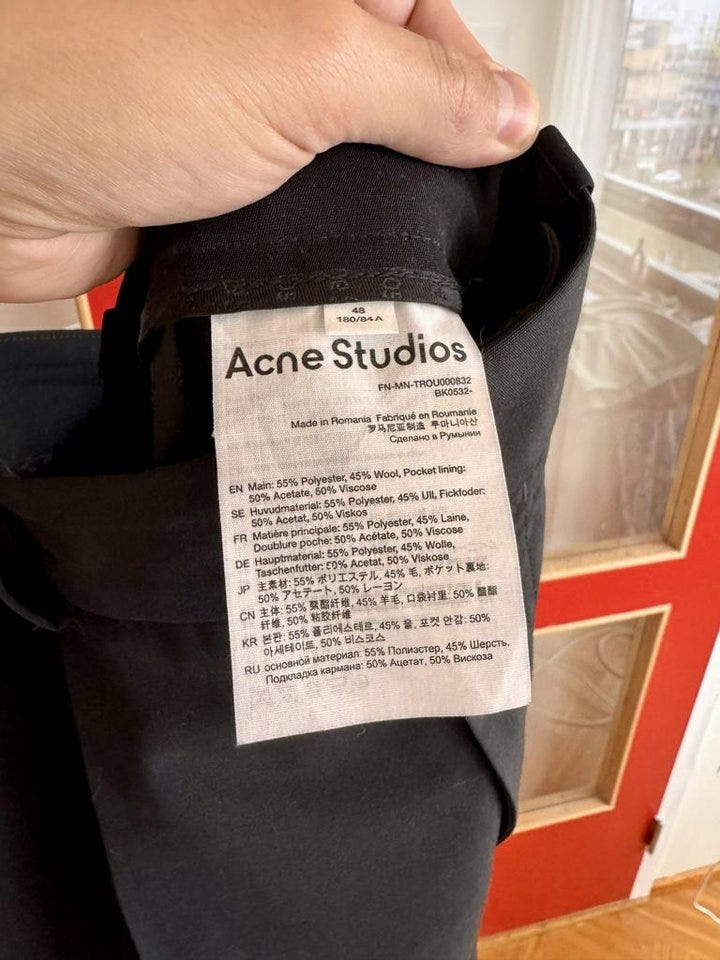 48
180/84A
Acne Studios
FN-MN-TROU000832
BK0532-
Made in Romania Fabriqué en Roumanie
罗马尼亚制造 루마니아산
Сделано в Румынии
EN Main: 55% Polyester, 45% Wool, Pocket lining:
50% Acetate, 50% Viscose
SE Huvudmaterial: 55% Polyester, 45% Ull, Fickfoder:
50% Acetat, 50% Viskos
FR Matière principale: 55% Polyester, 45% Laine,
Doublure poche: 50% Acétate, 50% Viscose
DE Hauptmaterial: 55% Polyester, 45% Wolle,
Taschenfutter: 50% Acetat, 50% Viskose
JP 主素材: 55% ポリエステル, 45% 毛, ポケット裏地:
50% アセテート, 50% レーヨン
CN 主体: 55% 聚酯纤维, 45% 羊毛, 口袋衬里: 50% 醋酯
纤维, 50% 粘胶纤维
KR 본판: 55% 폴리에스테르, 45% 울, 포켓 안감: 50%
아세테이트, 50% 비스코스
RU основной материал: 55% Полиэстер, 45% Шерсть,
Подкладка кармана: 50% Ацетат, 50% Вискоза